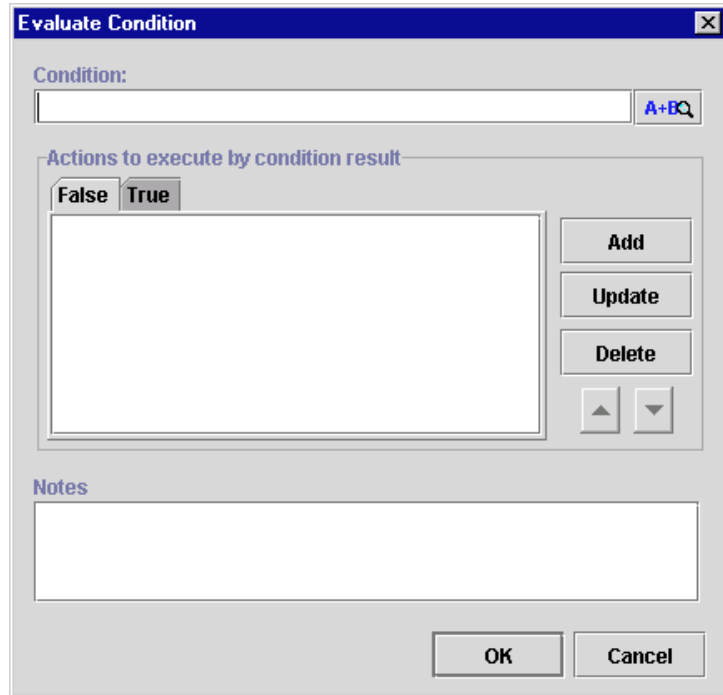 Evaluate Condition
Condition:
A+B
Actions to execute by condition result
False True
Add
Update
Delete
Notes
OK Cancel